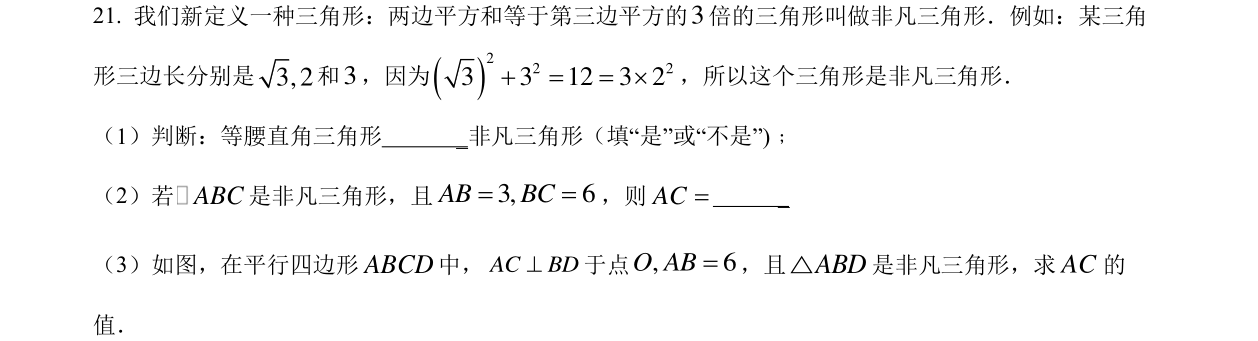 21. 我们新定义一种三角形：两边平方和等于第三边平方的3倍的三角形叫做非凡三角形．例如：某三角
形三边长分别是√3,2和3，因为(√3)²+3²=12=3×2²，所以这个三角形是非凡三角形．
（1）判断：等腰直角三角形_______非凡三角形（填“是”或“不是”）；
（2）若□ABC是非凡三角形，且AB=3,BC=6，则AC=______
（3）如图，在平行四边形ABCD中，AC⊥BD于点O,AB=6，且△ABD是非凡三角形，求AC的
值．